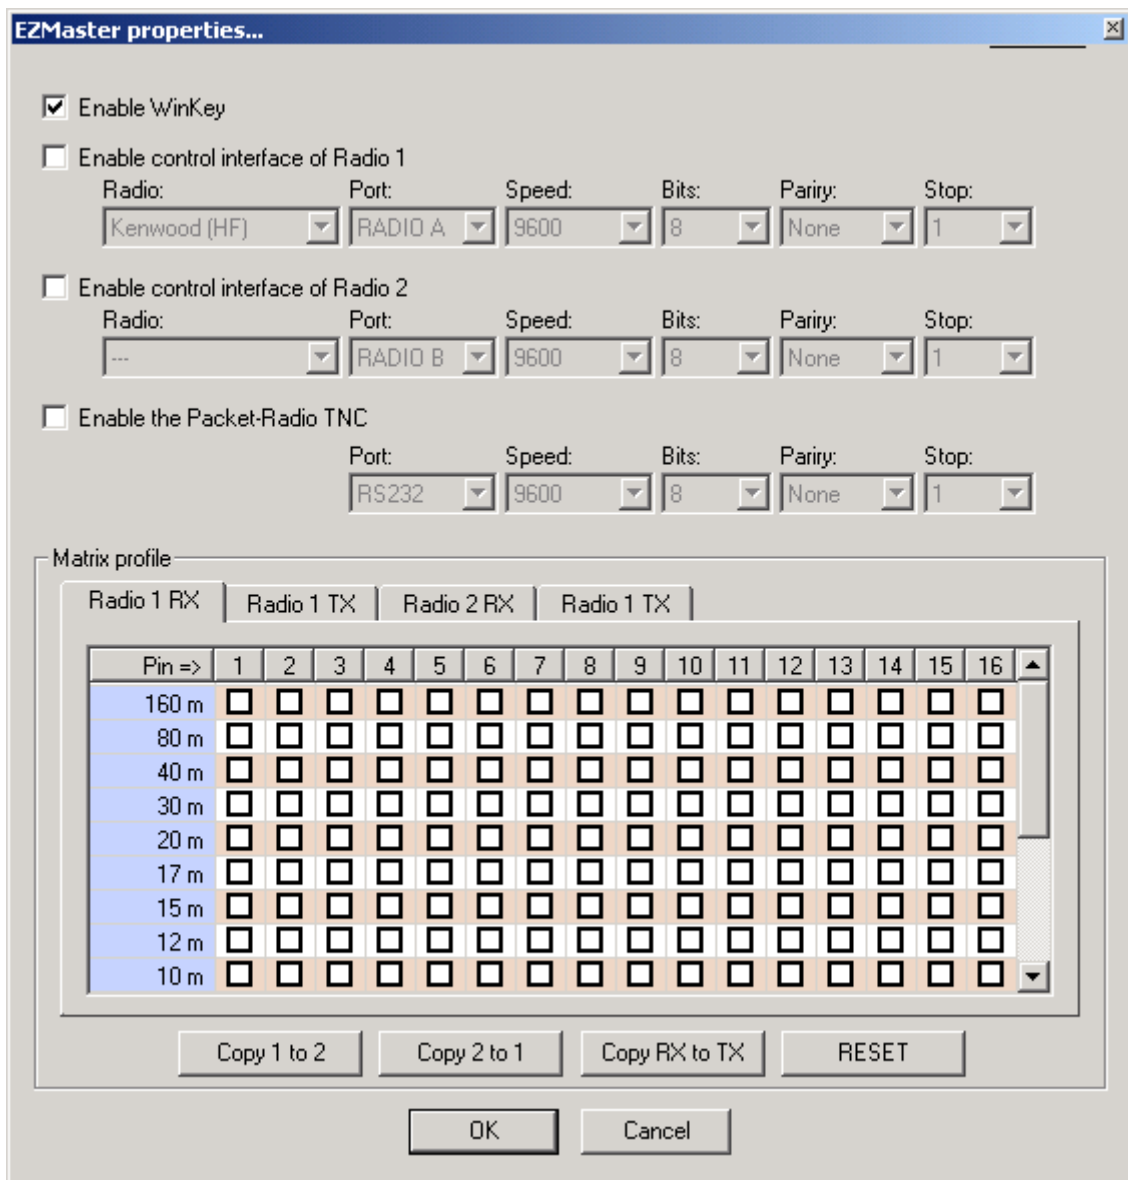 EZMaster properties...
Enable WinKey
Enable control interface of Radio 1
Radio: Port: Speed: Bits: Pariry: Stop:
Kenwood (HF) RADIO A 9600 8 None 1
Enable control interface of Radio 2
Radio: Port: Speed: Bits: Pariry: Stop:
--- RADIO B 9600 8 None 1
Enable the Packet-Radio TNC
Port: Speed: Bits: Pariry: Stop:
RS232 9600 8 None 1
Matrix profile
Radio 1 RX Radio 1 TX Radio 2 RX Radio 1 TX
Pin => 1 2 3 4 5 6 7 8 9 10 11 12 13 14 15 16
160 m
80 m
40 m
30 m
20 m
17 m
15 m
12 m
10 m
Copy 1 to 2 Copy 2 to 1 Copy RX to TX RESET
OK Cancel